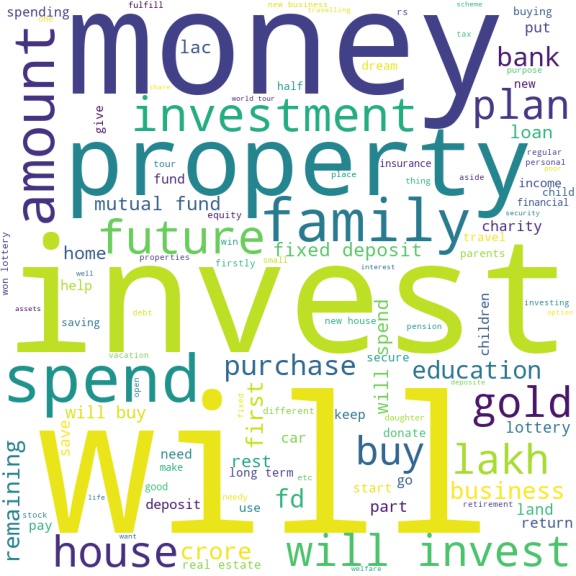 spending
one
fulfill
new business
travelling
rs
scheme
buying
put
tax
money
lac
dream
bank
purpose
new
plan
share
half
world tour
amount
give
investment
loan
property
regular
personal
tour
fund
insurance
place
thing
aside
poor
income
child
financial
mutual fund
equity
family
security
charity
future
win
fixed deposit
travel
parents
won lottery
home
well
properties
firstly
small
interest
help
assets
invest
investing
option
saving
debt
new house
pension
children
vacation
open
purchase
secure
education
deposite
spend
will spend
gold
will buy
save
first
fixed
different
keep
daughter
donate
buy
lottery
will
car
lakh
remaining
need
make
rest
long term
etc
go
good
needy
fd
start
business
retirement
land
stock
pay
life
deposit
use
part
return
want
house
crore
real estate
will invest
welfare